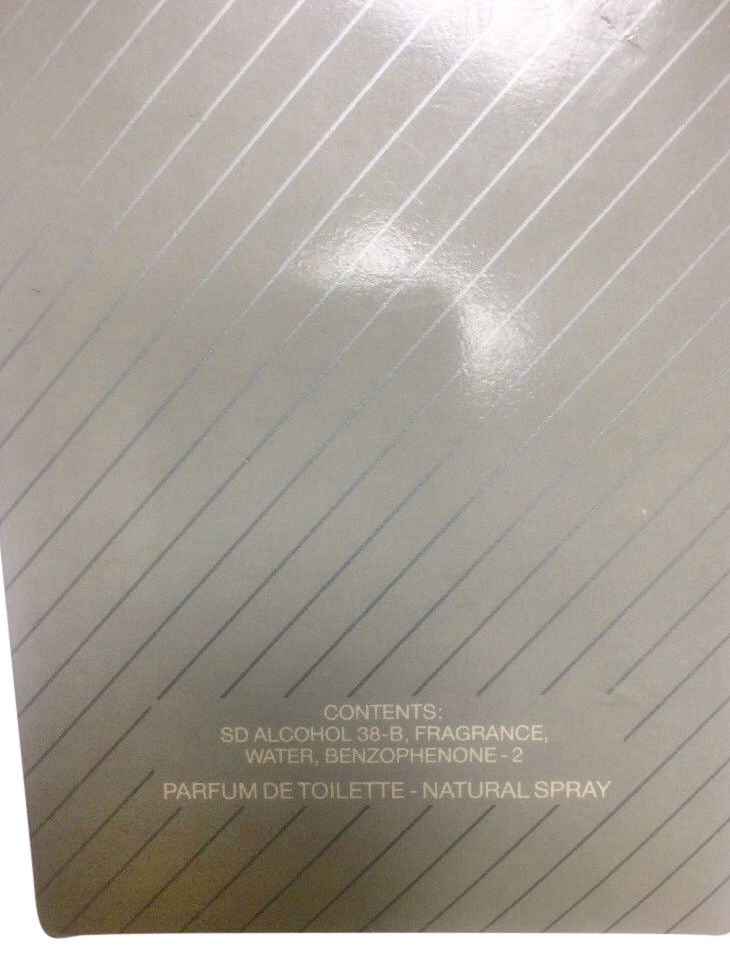 CONTENTS:
SD ALCOHOL 38-B, FRAGRANCE,
WATER, BENZOPHENONE - 2
PARFUM DE TOILETTE - NATURAL SPRAY